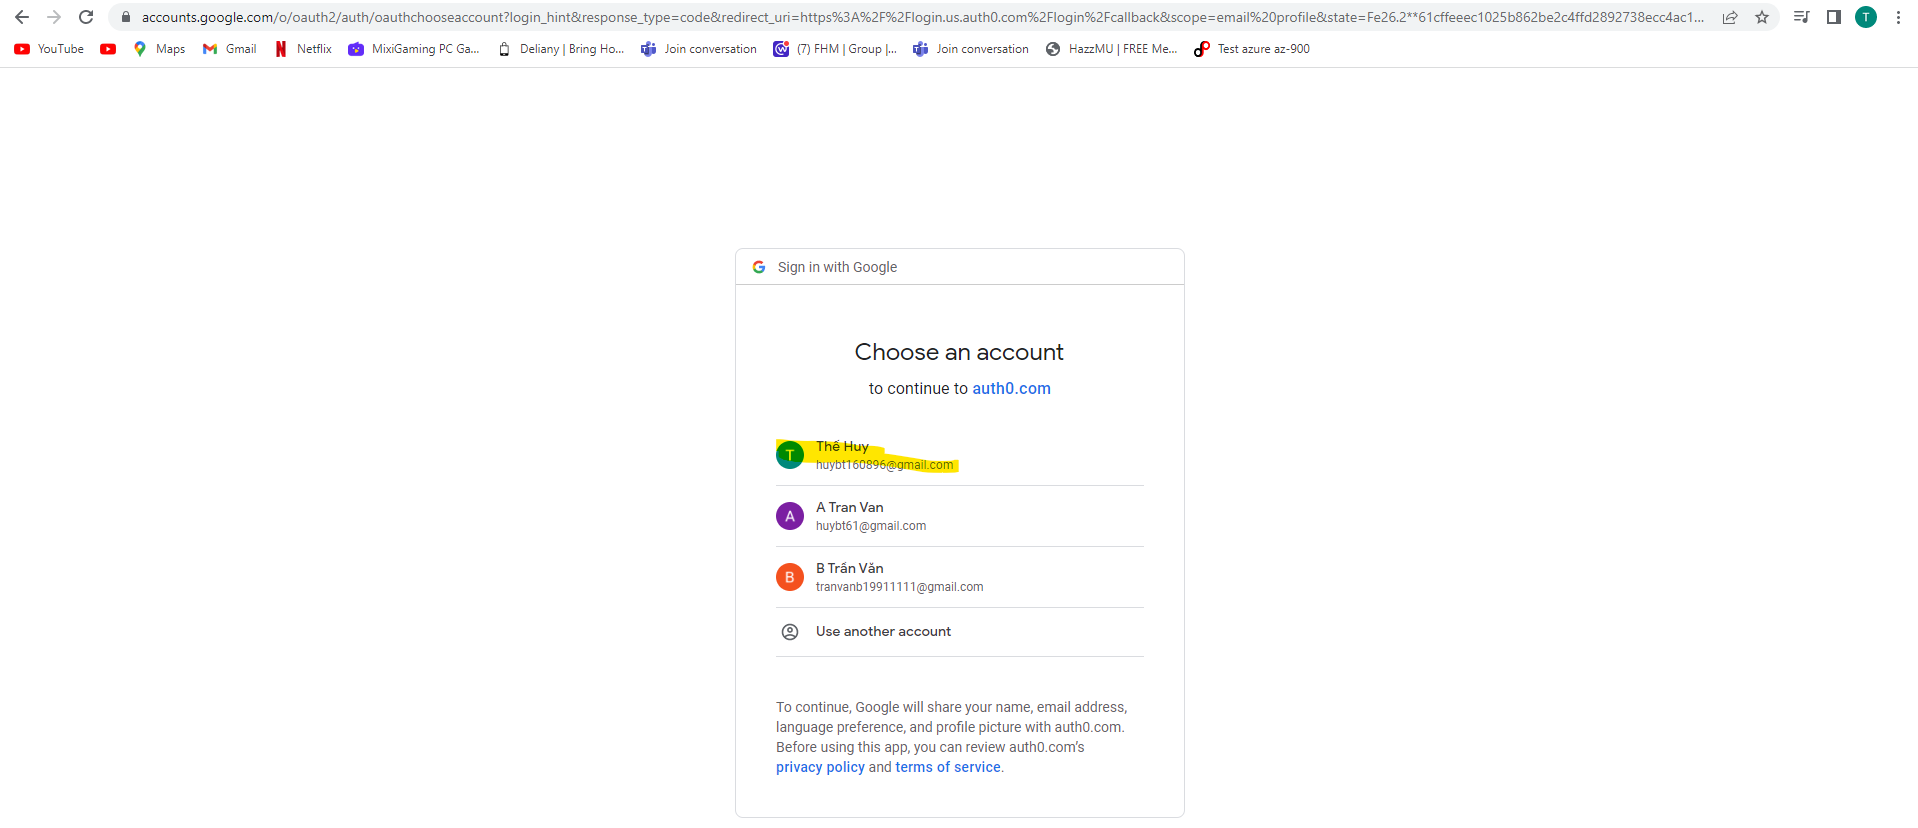 accounts.google.com/o/oauth2/auth/oauthchooseaccount?login_hint&response_type=code&redirect_uri=https%3A%2F%2Flogin.us.auth0.com%2Flogin%2Fcallback&scope=email%20profile&state=Fe26.2**61cffeeec1025b862be2c4ffd2892738ecc4ac1...
T
YouTube Maps Gmail Netflix MixiGaming PC Ga... Deliany | Bring Ho... Join conversation (7) FHM | Group |... Join conversation HazzMU | FREE Me... Test azure az-900
Sign in with Google
Choose an account
to continue to auth0.com
T
Thế Huy
huybt160896@gmail.com
A
A Tran Van
huybt61@gmail.com
B
B Trần Văn
tranvanb19911111@gmail.com
Use another account
To continue, Google will share your name, email address,
language preference, and profile picture with auth0.com.
Before using this app, you can review auth0.com's
privacy policy and terms of service.